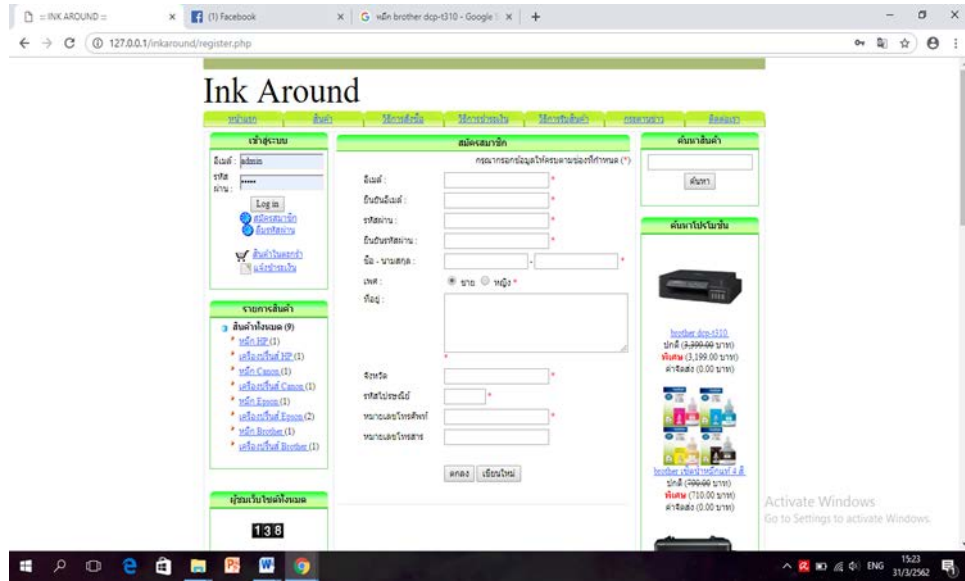 :: INK AROUND ::
(1) Facebook
หมึก brother dcp-t310 - Google
127.0.0.1/inkaround/register.php
Ink Around
หน้าแรก สินค้า วิธีการสั่งซื้อ วิธีการชำระเงิน วิธีการรับสินค้า กระดานข่าว ติดต่อเรา
เข้าสู่ระบบ
อีเมล์ : admin
รหัส
ผ่าน :
Log in
สมัครสมาชิก
ลืมรหัสผ่าน
สินค้าในตะกร้า
แจ้งชำระเงิน
รายการสินค้า
สินค้าทั้งหมด (9)
หมึก HP (1)
เครื่องปริ้นส์ HP (1)
หมึก Canon (1)
เครื่องปริ้นส์ Canon (1)
หมึก Epson (1)
เครื่องปริ้นส์ Epson (2)
หมึก Brother (1)
เครื่องปริ้นส์ Brother (1)
ผู้ชมเว็บไซต์ทั้งหมด
138
สมัครสมาชิก
กรุณากรอกข้อมูลให้ครบตามช่องที่กำหนด (*)
อีเมล์ : *
ยืนยันอีเมล์ : *
รหัสผ่าน : *
ยืนยันรหัสผ่าน : *
ชื่อ - นามสกุล : - *
เพศ : ชาย หญิง *
ที่อยู่ :
*
จังหวัด *
รหัสไปรษณีย์ *
หมายเลขโทรศัพท์ *
หมายเลขโทรสาร
ตกลง เขียนใหม่
ค้นหาสินค้า
ค้นหา
ค้นหาโปรโมชั่น
brother dcp-t310
ปกติ (3,399.00 บาท)
พิเศษ (3,199.00 บาท)
ค่าจัดส่ง (0.00 บาท)
brother เซ็ตน้ำหมึกแท้ 4 สี
ปกติ (790.00 บาท)
พิเศษ (710.00 บาท)
ค่าจัดส่ง (0.00 บาท)
Activate Windows
Go to Settings to activate Windows.
ENG
15:23
31/3/2562